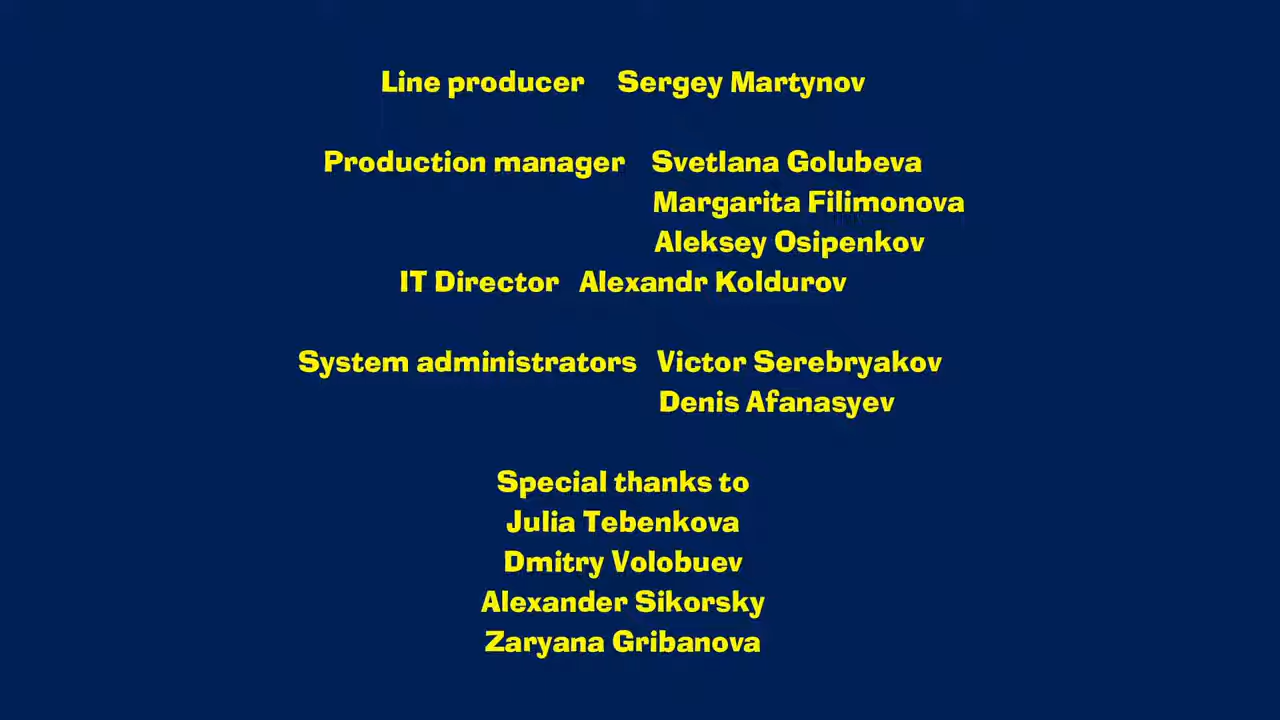 Line producer Sergey Martynov
Production manager Svetlana Golubeva
Margarita Filimonova
Aleksey Osipenkov
IT Director Alexandr Koldurov
System administrators Victor Serebryakov
Denis Afanasyev
Special thanks to
Julia Tebenkova
Dmitry Volobuev
Alexander Sikorsky
Zaryana Gribanova